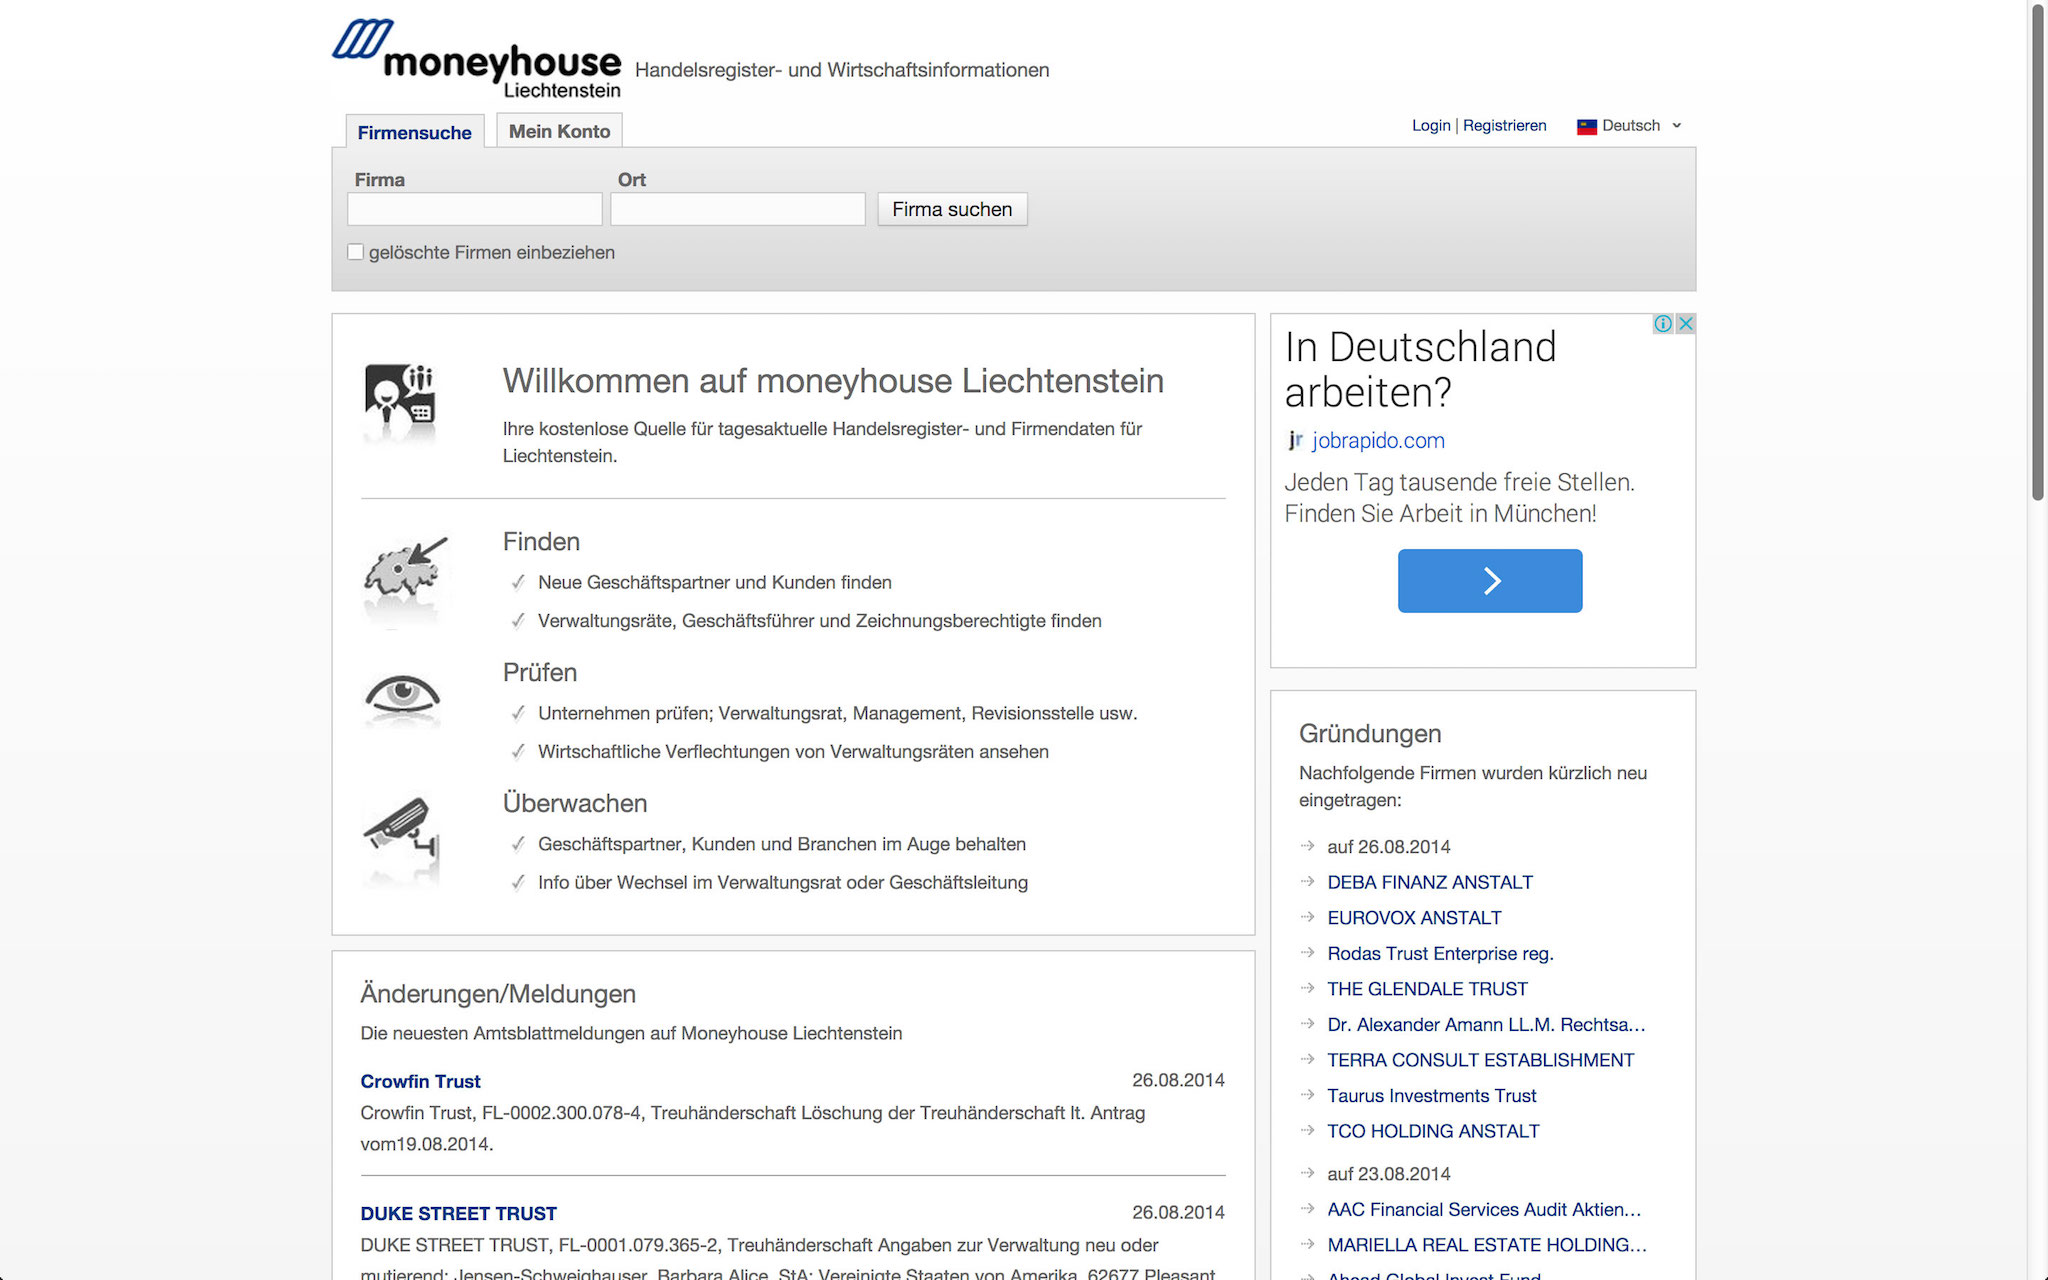 moneyhouse
Liechtenstein
Handelsregister- und Wirtschaftsinformationen
Firmensuche
Mein Konto
Login | Registrieren
Deutsch
Firma
Ort
Firma suchen
gelöschte Firmen einbeziehen
Willkommen auf moneyhouse Liechtenstein
Ihre kostenlose Quelle für tagesaktuelle Handelsregister- und Firmendaten für
Liechtenstein.
Finden
Neue Geschäftspartner und Kunden finden
Verwaltungsräte, Geschäftsführer und Zeichnungsberechtigte finden
Prüfen
Unternehmen prüfen; Verwaltungsrat, Management, Revisionsstelle usw.
Wirtschaftliche Verflechtungen von Verwaltungsräten ansehen
Überwachen
Geschäftspartner, Kunden und Branchen im Auge behalten
Info über Wechsel im Verwaltungsrat oder Geschäftsleitung
Änderungen/Meldungen
Die neuesten Amtsblattmeldungen auf Moneyhouse Liechtenstein
Crowfin Trust
26.08.2014
Crowfin Trust, FL-0002.300.078-4, Treuhänderschaft Löschung der Treuhänderschaft lt. Antrag
vom19.08.2014.
DUKE STREET TRUST
26.08.2014
DUKE STREET TRUST, FL-0001.079.365-2, Treuhänderschaft Angaben zur Verwaltung neu oder
mutierend: Jensen-Schweighauser, Barbara Alice, StA: Vereinigte Staaten von Amerika, 62677 Pleasant
In Deutschland
arbeiten?
jr jobrapido.com
Jeden Tag tausende freie Stellen.
Finden Sie Arbeit in München!
Gründungen
Nachfolgende Firmen wurden kürzlich neu
eingetragen:
auf 26.08.2014
DEBA FINANZ ANSTALT
EUROVOX ANSTALT
Rodas Trust Enterprise reg.
THE GLENDALE TRUST
Dr. Alexander Amann LL.M. Rechtsa...
TERRA CONSULT ESTABLISHMENT
Taurus Investments Trust
TCO HOLDING ANSTALT
auf 23.08.2014
AAC Financial Services Audit Aktien...
MARIELLA REAL ESTATE HOLDING...
Ahead Global Invest Fund